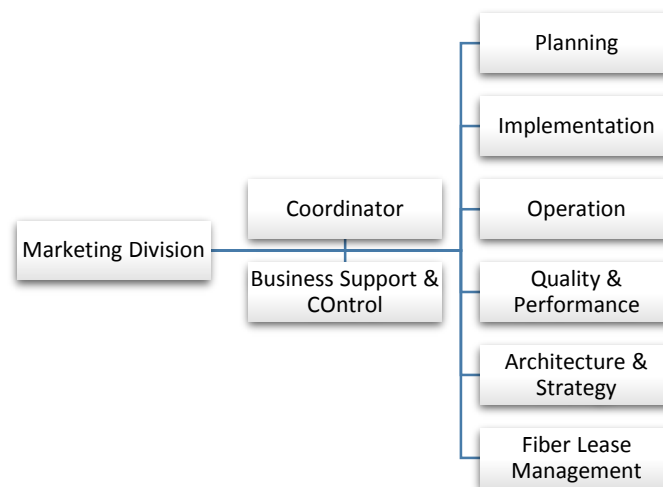 Marketing Division
Coordinator
Business Support &
COntrol
Planning
Implementation
Operation
Quality &
Performance
Architecture &
Strategy
Fiber Lease
Management